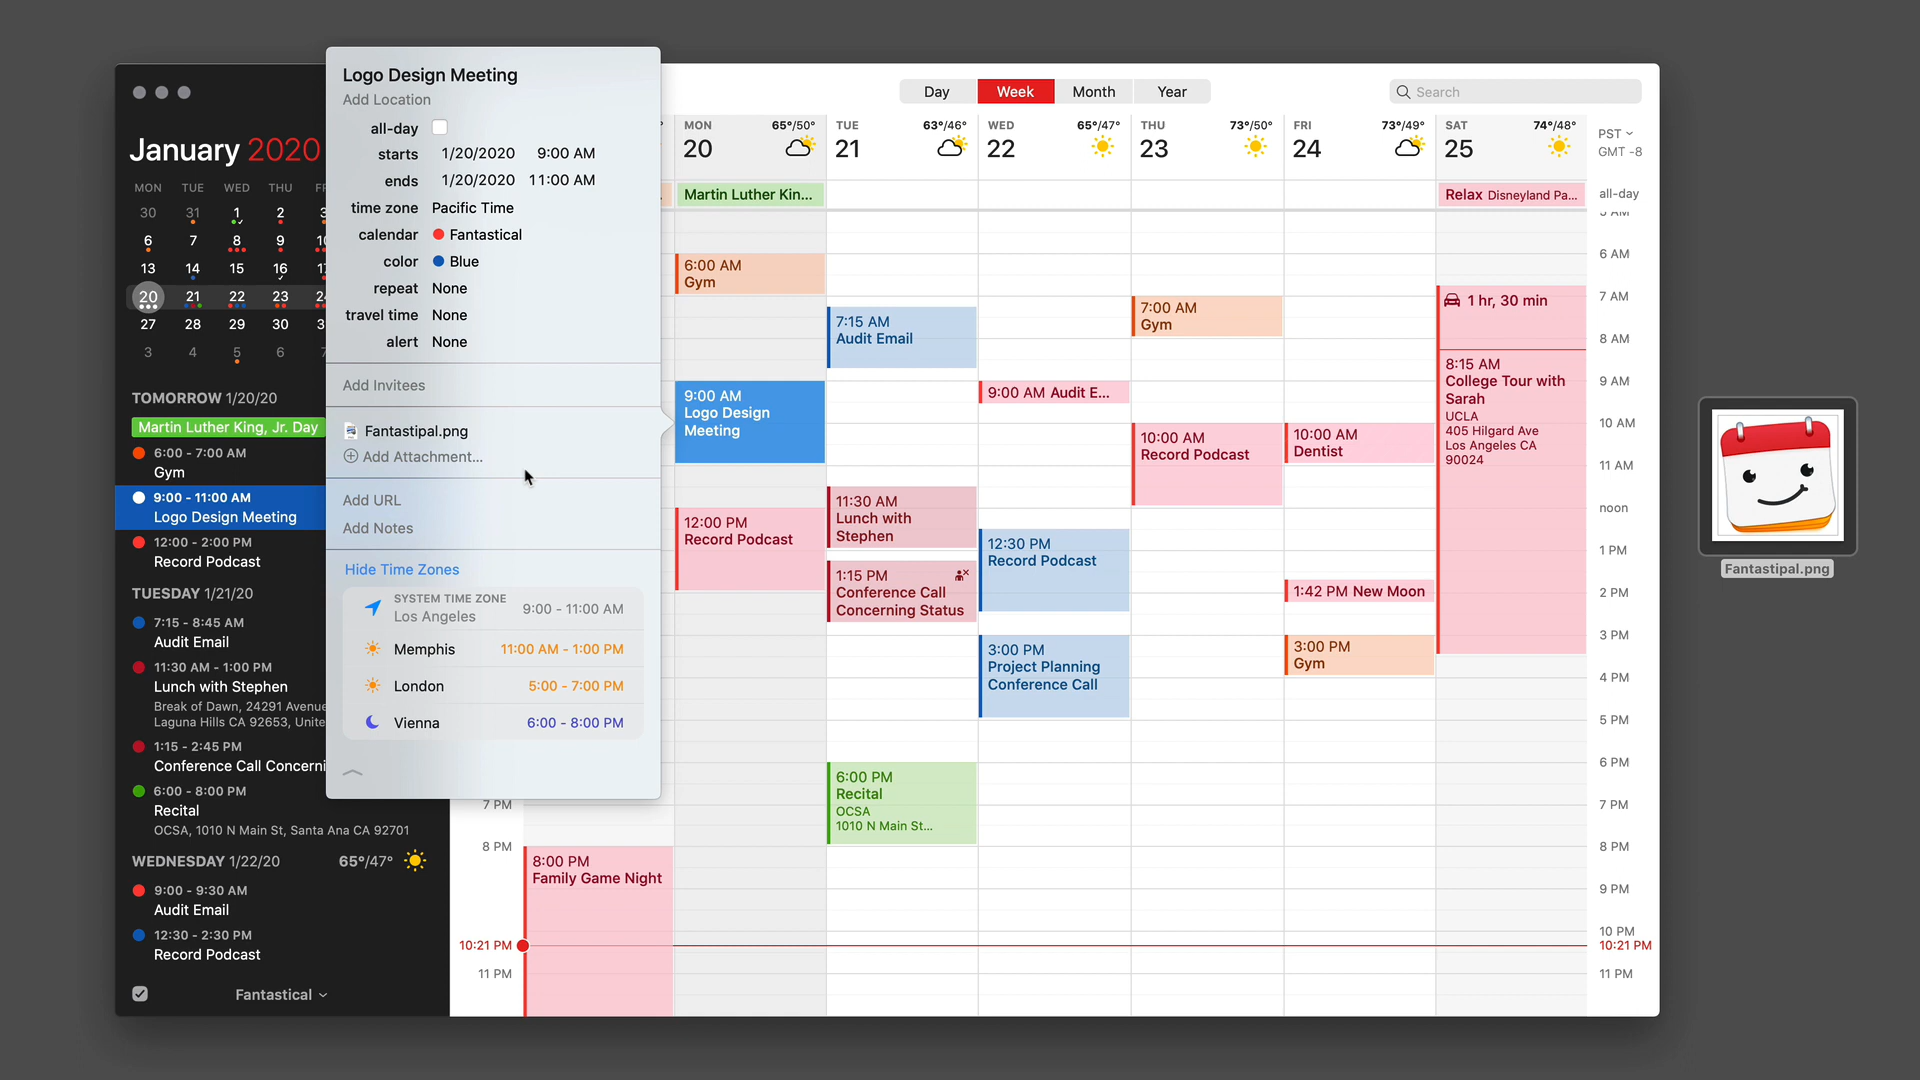 Logo Design Meeting
Add Location
all-day
starts 1/20/2020 9:00 AM
ends 1/20/2020 11:00 AM
time zone Pacific Time
calendar Fantastical
color Blue
repeat None
travel time None
alert None
Add Invitees
Fantastipal.png
Add Attachment...
Add URL
Add Notes
Hide Time Zones
SYSTEM TIME ZONE
Los Angeles
9:00 - 11:00 AM
Memphis 11:00 AM - 1:00 PM
London 5:00 - 7:00 PM
Vienna 6:00 - 8:00 PM
January 2020
MON TUE WED THU
30 31 1 2 3
6 7 8 9
13 14 15 16
20 21 22 23
27 28 29 30
3 4 5 6
TOMORROW 1/20/20
Martin Luther King, Jr. Day
6:00 - 7:00 AM
Gym
9:00 - 11:00 AM
Logo Design Meeting
12:00 - 2:00 PM
Record Podcast
TUESDAY 1/21/20
7:15 - 8:45 AM
Audit Email
11:30 AM - 1:00 PM
Lunch with Stephen
Break of Dawn, 24291 Avenue
Laguna Hills CA 92653, Unite
1:15 - 2:45 PM
Conference Call Concerni
6:00 - 8:00 PM
Recital
OCSA, 1010 N Main St, Santa Ana CA 92701
WEDNESDAY 1/22/20 65°/47°
9:00 - 9:30 AM
Audit Email
12:30 - 2:30 PM
Record Podcast
Fantastical
Day Week Month Year
Search
MON 65°/50°
20
TUE 63°/46°
21
WED 65°/47°
22
THU 73°/50°
23
FRI 73°/49°
24
SAT 74°/48°
25
PST
GMT -8
Martin Luther Kin...
Relax Disneyland Pa...
all-day
6:00 AM
Gym
9:00 AM
Logo Design
Meeting
12:00 PM
Record Podcast
7:15 AM
Audit Email
11:30 AM
Lunch with
Stephen
1:15 PM
Conference Call
Concerning Status
6:00 PM
Recital
OCSA
1010 N Main St...
9:00 AM Audit E...
12:30 PM
Record Podcast
3:00 PM
Project Planning
Conference Call
7:00 AM
Gym
10:00 AM
Record Podcast
10:00 AM
Dentist
1:42 PM New Moon
3:00 PM
Gym
1 hr, 30 min
8:15 AM
College Tour with
Sarah
UCLA
405 Hilgard Ave
Los Angeles CA
90024
8:00 PM
Family Game Night
7 PM
8 PM
10:21 PM
11 PM
5 AM
6 AM
7 AM
8 AM
9 AM
10 AM
11 AM
noon
1 PM
2 PM
3 PM
4 PM
5 PM
6 PM
7 PM
8 PM
9 PM
10 PM
10:21 PM
11 PM
Fantastipal.png